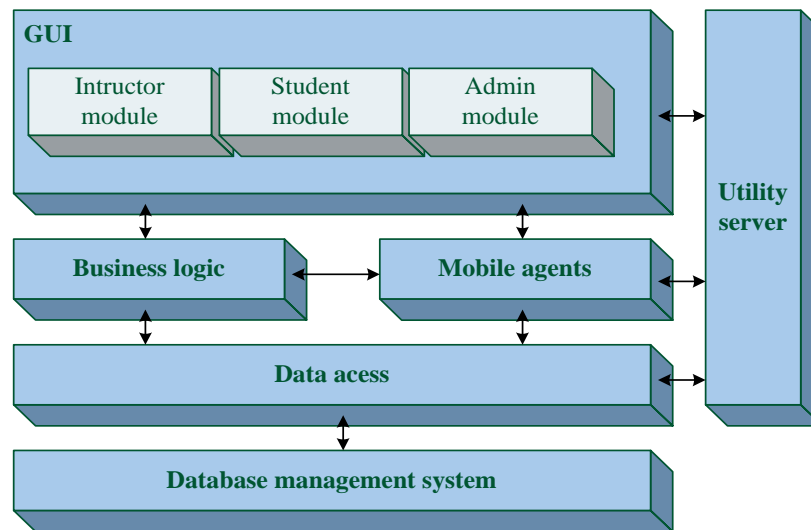 GUI
Intructor
module
Student
module
Admin
module
Utility
server
Business logic
Mobile agents
Data acess
Database management system